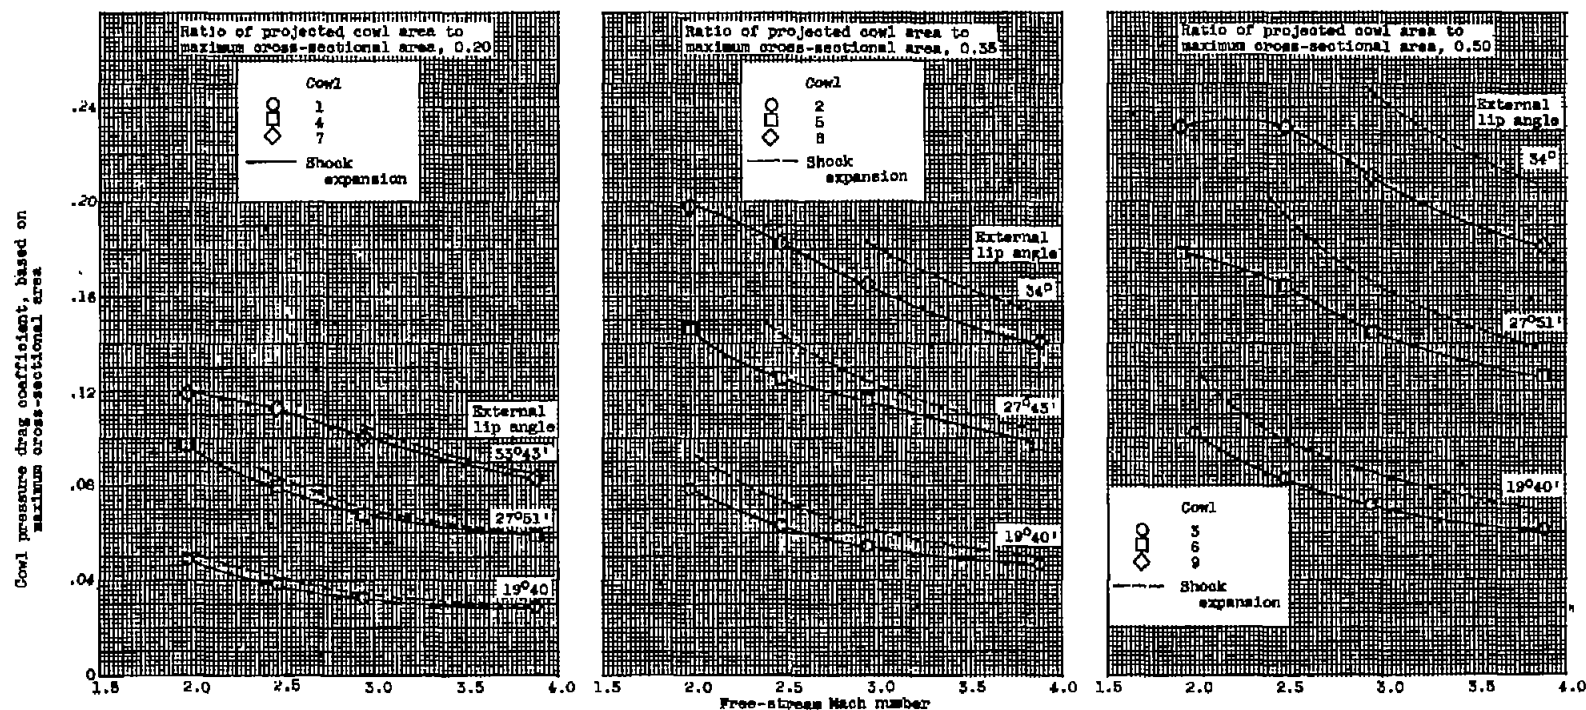 Ratio of projected cowl area to
maximum cross-sectional area, 0.20
Cowl
1
4
7
Shock
expansion
External
lip angle
33°43'
27°51'
19°40
Ratio of projected cowl area to
maximum cross-sectional area, 0.35
Cowl
2
5
8
Shock
expansion
External
lip angle
34°
27°45'
19°40'
Ratio of projected cowl area to
maximum cross-sectional area, 0.50
External
lip angle
34°
27°51'
19°40'
Cowl
3
6
9
Shock
expansion
Cowl pressure drag coefficient, based on
maximum cross-sectional area
.24
.20
.16
.12
.08
.04
0
1.5 2.0 2.5 3.0 3.5 4.0
1.5 2.0 2.5 3.0 3.5 4.0
1.5 2.0 2.5 3.0 3.5 4.0
Free-stream Mach number